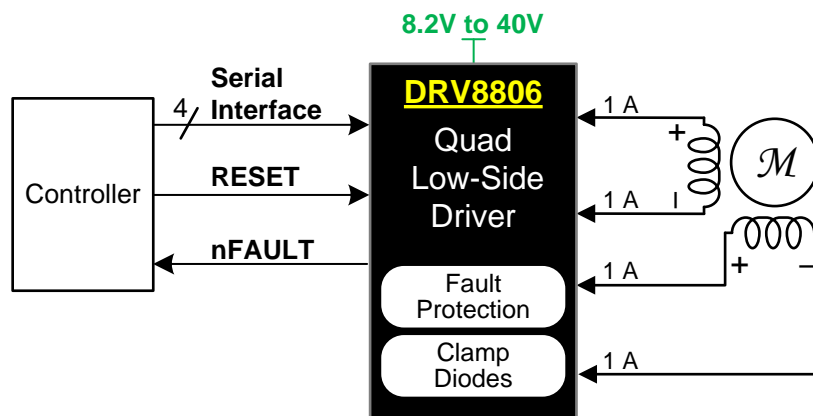 8.2V to 40V
Serial
Interface
4
Controller
RESET
nFAULT
DRV8806
Quad
Low-Side
Driver
Fault
Protection
Clamp
Diodes
1 A
+
–
1 A
M
1 A
+
–
1 A